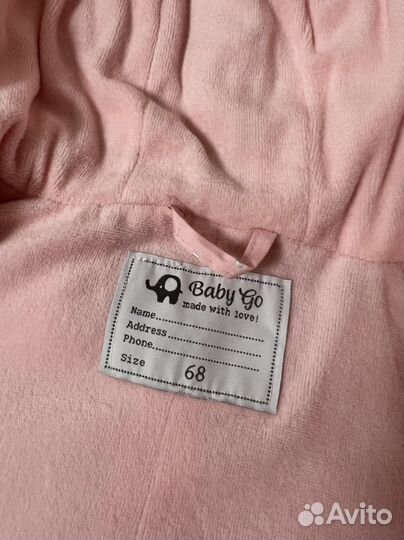 Baby Go
made with love!
Name
Address
Phone
Size 68
Avito